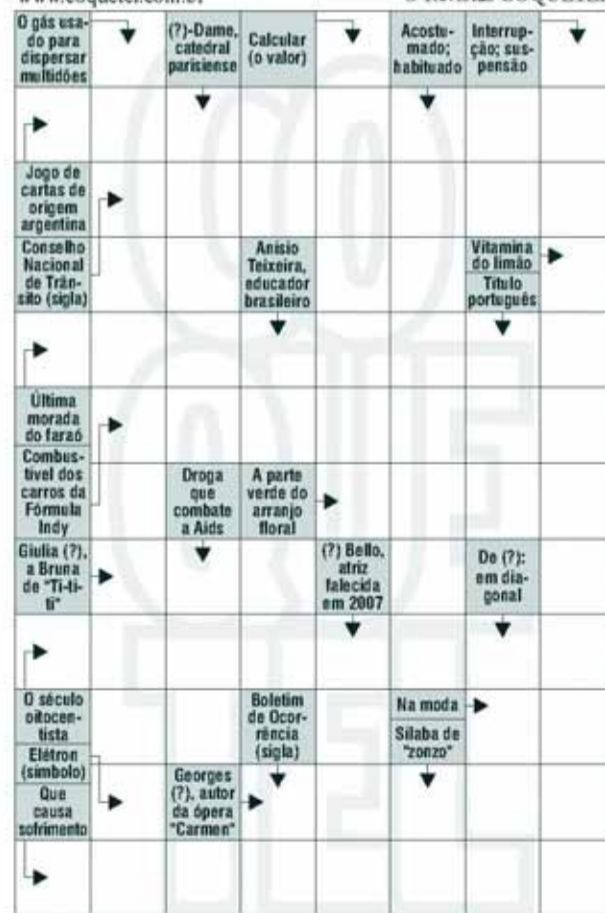 www.coquetel.com.br
O gás usa-
do para
dispersar
multidões
(?)-Dame,
catedral
parisiense
Calcular
(o valor)
Acostu-
mado;
habituado
Interrup-
ção; sus-
pensão
Jogo de
cartas de
origem
argentina
Conselho
Nacional
de Trân-
sito (sigla)
Anísio
Teixeira,
educador
brasileiro
Vitamina
do limão
Título
português
Última
morada
do faraó
Combus-
tível dos
carros da
Fórmula
Indy
Droga
que
combate
a Aids
A parte
verde do
arranjo
floral
Giulia (?),
a Bruna
de "Ti-ti-
ti"
(?) Bello,
atriz
falecida
em 2007
De (?):
em dia-
gonal
O século
oitocen-
tista
Boletim
de Ocor-
rência
(sigla)
Na moda
Sílaba de
"zonzo"
Elétron
(símbolo)
Que
causa
sofrimento
Georges
(?), autor
da ópera
"Carmen"